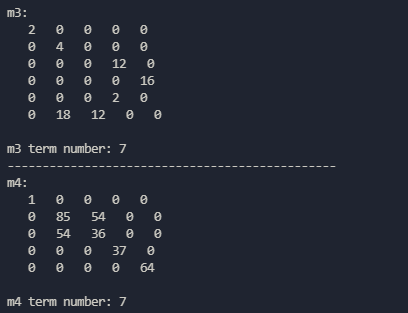 m3:
2 0 0 0 0
0 4 0 0 0
0 0 0 12 0
0 0 0 0 16
0 0 0 2 0
0 18 12 0 0
m3 term number: 7
-----------------------------------------------
m4:
1 0 0 0 0
0 85 54 0 0
0 54 36 0 0
0 0 0 37 0
0 0 0 0 64
m4 term number: 7